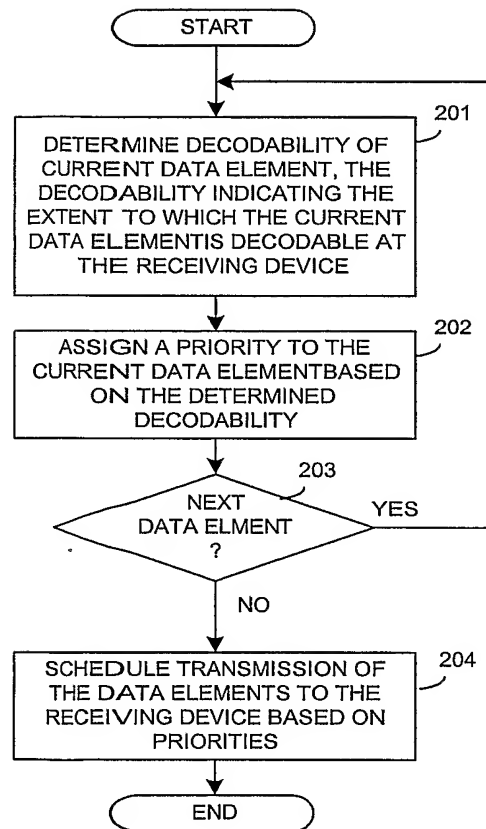 START
201
DETERMINE DECODABILITY OF
CURRENT DATA ELEMENT, THE
DECODABILITY INDICATING THE
EXTENT TO WHICH THE CURRENT
DATA ELEMENTIS DECODABLE AT
THE RECEIVING DEVICE
202
ASSIGN A PRIORITY TO THE
CURRENT DATA ELEMENTBASED
ON THE DETERMINED
DECODABILITY
203
NEXT
DATA ELMENT
?
YES
NO
204
SCHEDULE TRANSMISSION OF
THE DATA ELEMENTS TO THE
RECEIVING DEVICE BASED ON
PRIORITIES
END